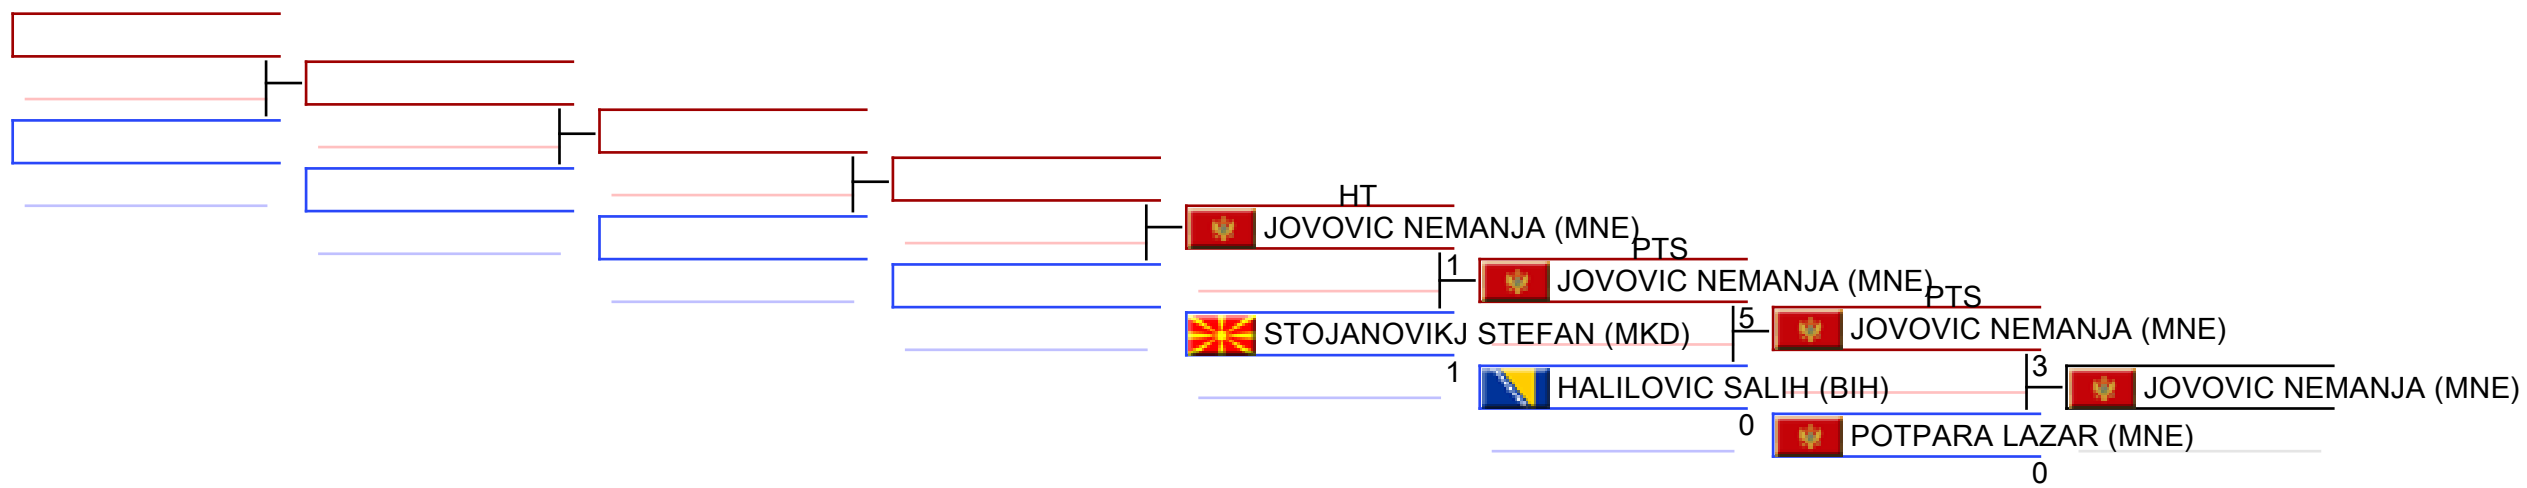 HT
JOVOVIC NEMANJA (MNE)
PTS
1
JOVOVIC NEMANJA (MNE)
PTS
STOJANOVIKJ STEFAN (MKD)
5
JOVOVIC NEMANJA (MNE)
1
HALILOVIC SALIH (BIH)
3
JOVOVIC NEMANJA (MNE)
0
POTPARA LAZAR (MNE)
0